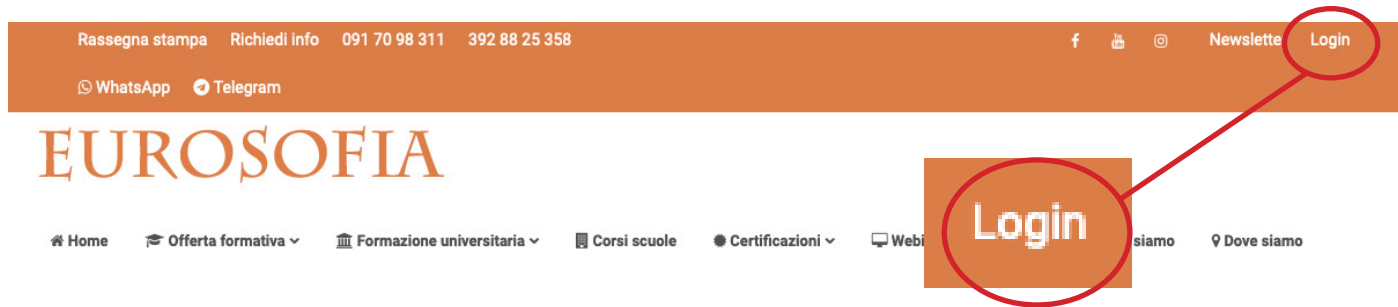 Rassegna stampa Richiedi info 091 70 98 311 392 88 25 358 Newslette Login
WhatsApp Telegram
EUROSOFIA
Login
Home Offerta formativa Formazione universitaria Corsi scuole Certificazioni Webi siamo Dove siamo